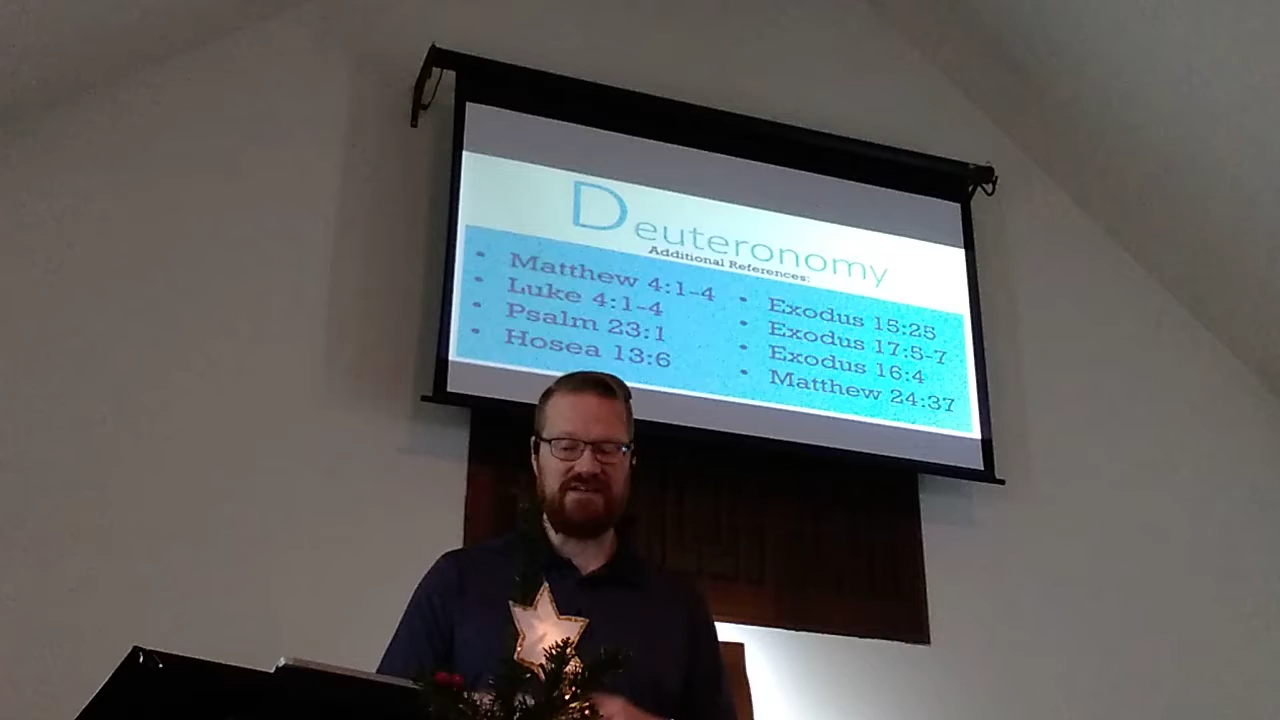 Deuteronomy
Additional References:
• Matthew 4:1-4
• Luke 4:1-4
• Psalm 23:1
• Hosea 13:6
• Exodus 15:25
• Exodus 17:5-7
• Exodus 16:4
• Matthew 24:37